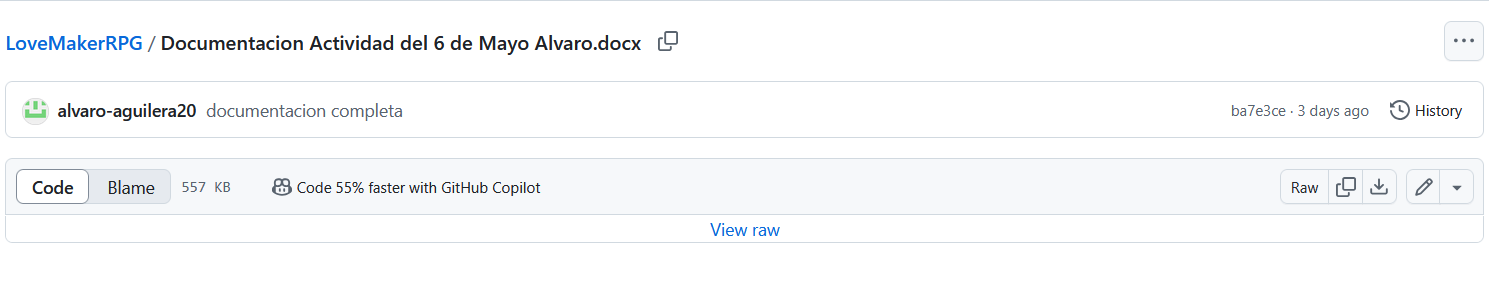 LoveMakerRPG / Documentacion Actividad del 6 de Mayo Alvaro.docx
alvaro-aguilera20 documentacion completa ba7e3ce · 3 days ago History
Code Blame 557 KB Code 55% faster with GitHub Copilot Raw
View raw